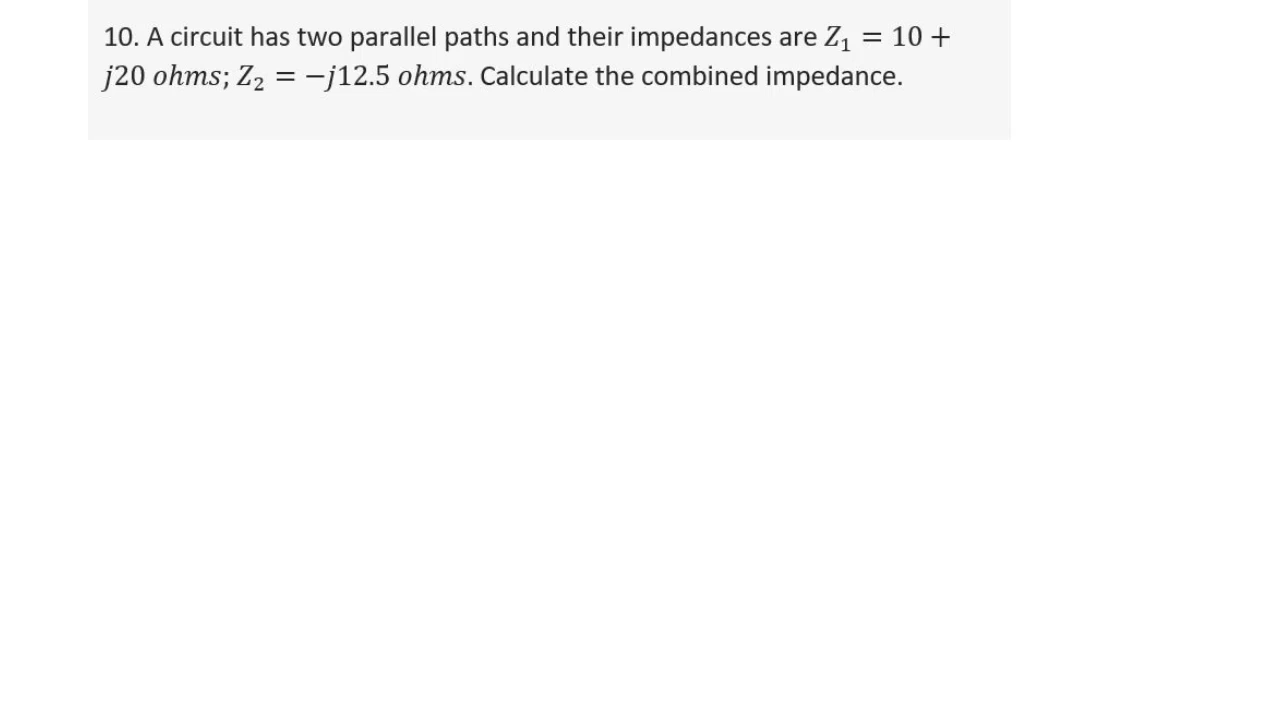 10. A circuit has two parallel paths and their impedances are Z₁ = 10 +
j20 ohms; Z₂ = −j12.5 ohms. Calculate the combined impedance.